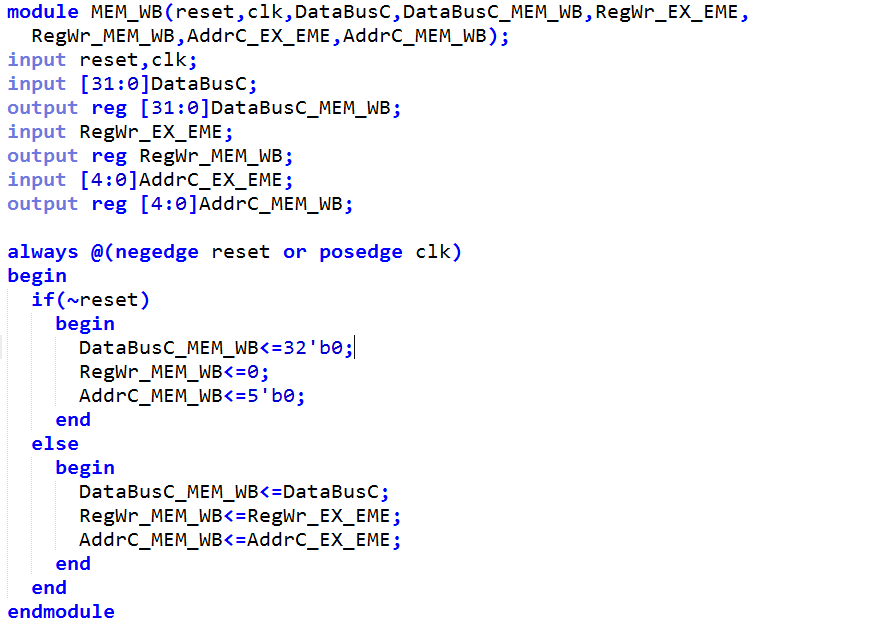 module MEM_WB(reset,clk,DataBusC,DataBusC_MEM_WB,RegWr_EX_EME,
  RegWr_MEM_WB,AddrC_EX_EME,AddrC_MEM_WB);
input reset,clk;
input [31:0]DataBusC;
output reg [31:0]DataBusC_MEM_WB;
input RegWr_EX_EME;
output reg RegWr_MEM_WB;
input [4:0]AddrC_EX_EME;
output reg [4:0]AddrC_MEM_WB;

always @(negedge reset or posedge clk)
begin
  if(~reset)
    begin
      DataBusC_MEM_WB<=32'b0;
      RegWr_MEM_WB<=0;
      AddrC_MEM_WB<=5'b0;
    end
  else
    begin
      DataBusC_MEM_WB<=DataBusC;
      RegWr_MEM_WB<=RegWr_EX_EME;
      AddrC_MEM_WB<=AddrC_EX_EME;
    end
  end
endmodule